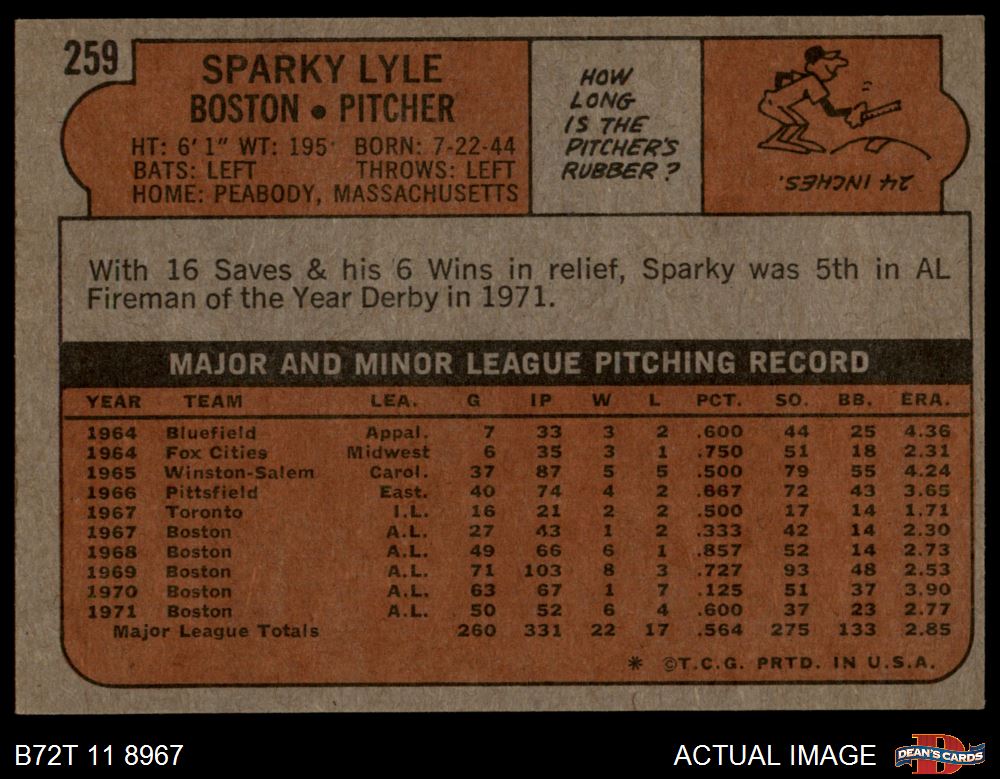 259
SPARKY LYLE
BOSTON • PITCHER
HT: 6'1" WT: 195 BORN: 7-22-44
BATS: LEFT THROWS: LEFT
HOME: PEABODY, MASSACHUSETTS
HOW
LONG
IS THE
PITCHER'S
RUBBER?
24 INCHES.
With 16 Saves & his 6 Wins in relief, Sparky was 5th in AL
Fireman of the Year Derby in 1971.
MAJOR AND MINOR LEAGUE PITCHING RECORD
YEAR TEAM LEA. G IP W L PCT. SO. BB. ERA.
1964 Bluefield Appal. 7 33 3 2 .600 44 25 4.36
1964 Fox Cities Midwest 6 35 3 1 .750 51 18 2.31
1965 Winston-Salem Carol. 37 87 5 5 .500 79 55 4.24
1966 Pittsfield East. 40 74 4 2 .667 72 43 3.65
1967 Toronto I.L. 16 21 2 2 .500 17 14 1.71
1967 Boston A.L. 27 43 1 2 .333 42 14 2.30
1968 Boston A.L. 49 66 6 1 .857 52 14 2.73
1969 Boston A.L. 71 103 8 3 .727 93 48 2.53
1970 Boston A.L. 63 67 1 7 .125 51 37 3.90
1971 Boston A.L. 50 52 6 4 .600 37 23 2.77
Major League Totals 260 331 22 17 .564 275 133 2.85
* ©T.C.G. PRTD. IN U.S.A.
B72T 11 8967
ACTUAL IMAGE
D
DEAN'S CARDS